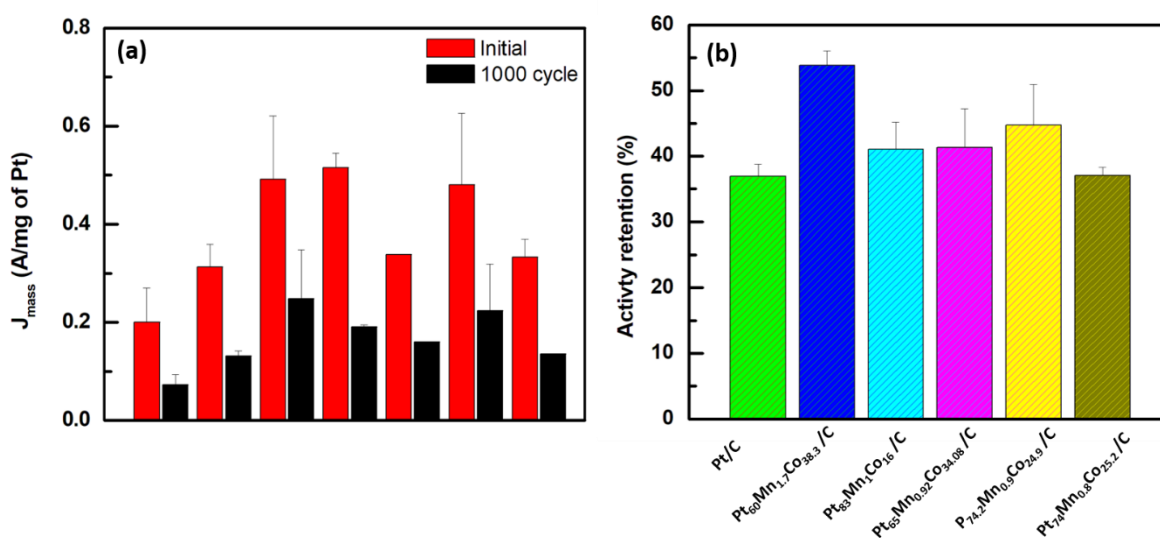 (a)
Initial
1000 cycle
J_mass (A/mg of Pt)
0.8
0.6
0.4
0.2
0.0
(b)
Activty retention (%)
60
50
40
30
20
10
0
Pt/C
Pt₆₀Mn₁.₇Co₃₈.₃ /C
Pt₈₃Mn₁Co₁₆ /C
Pt₆₅Mn₀.₉₂Co₃₄.₀₈ /C
P₇₄.₂Mn₀.₉Co₂₄.₉ /C
Pt₇₄Mn₀.₈Co₂₅.₂ /C